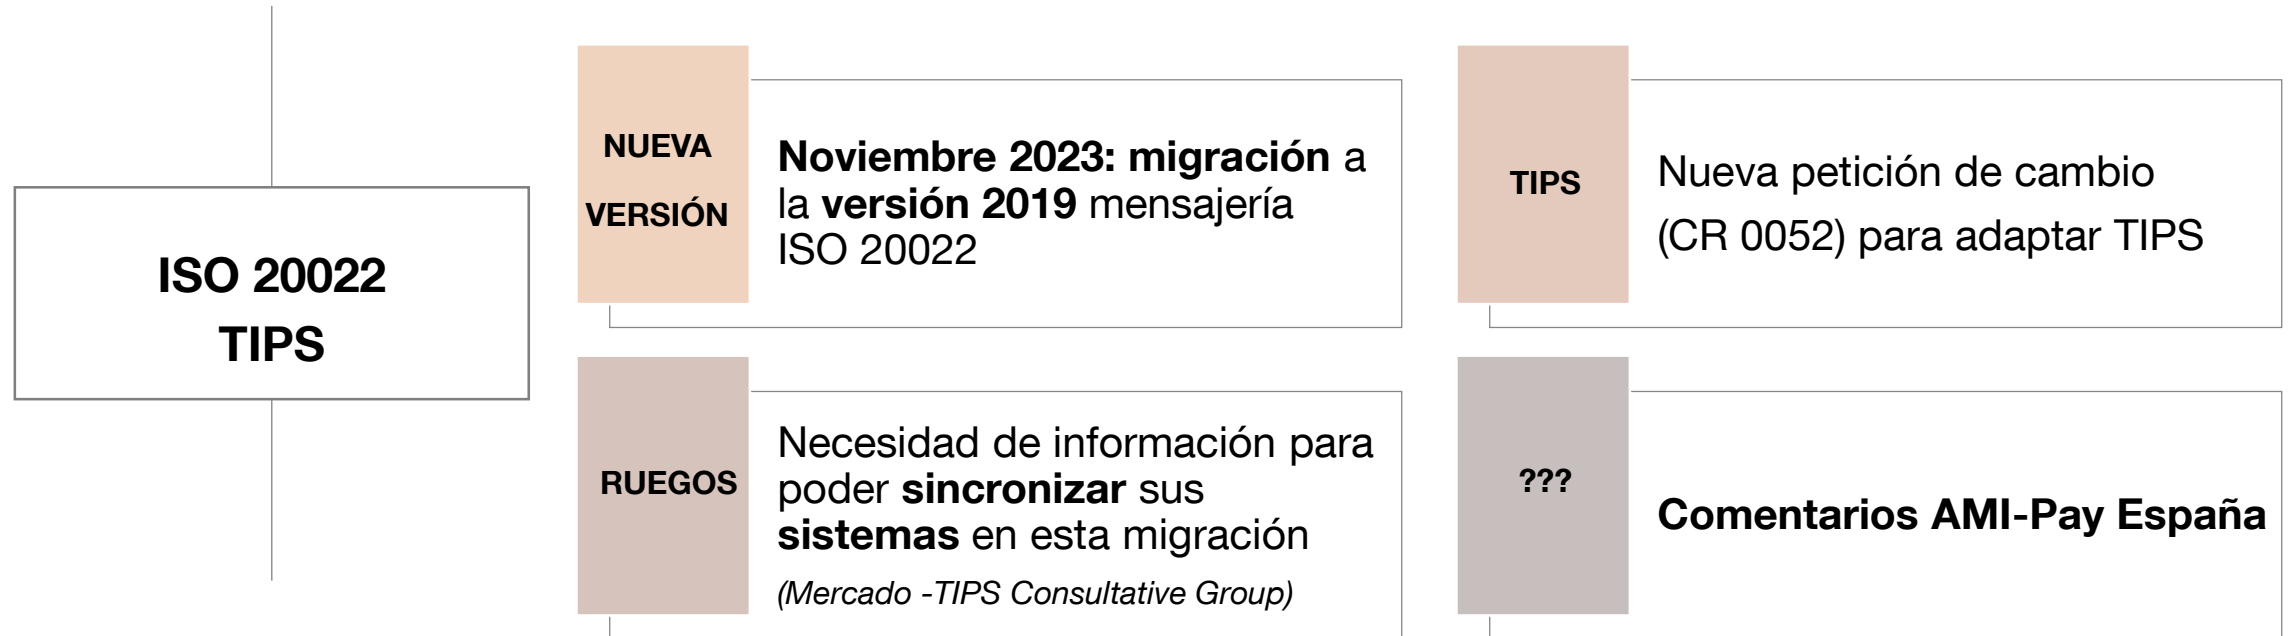 ISO 20022
TIPS
NUEVA
VERSIÓN
Noviembre 2023: migración a
la versión 2019 mensajería
ISO 20022
TIPS
Nueva petición de cambio
(CR 0052) para adaptar TIPS
RUEGOS
Necesidad de información para
poder sincronizar sus
sistemas en esta migración
(Mercado -TIPS Consultative Group)
???
Comentarios AMI-Pay España